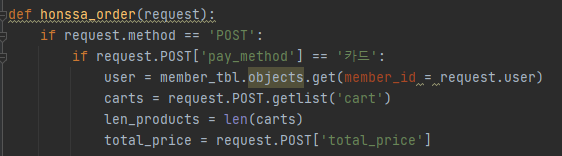 def honssa_order(request):
    if request.method == 'POST':
        if request.POST['pay_method'] == '카드':
            user = member_tbl.objects.get(member_id = request.user)
            carts = request.POST.getlist('cart')
            len_products = len(carts)
            total_price = request.POST['total_price']